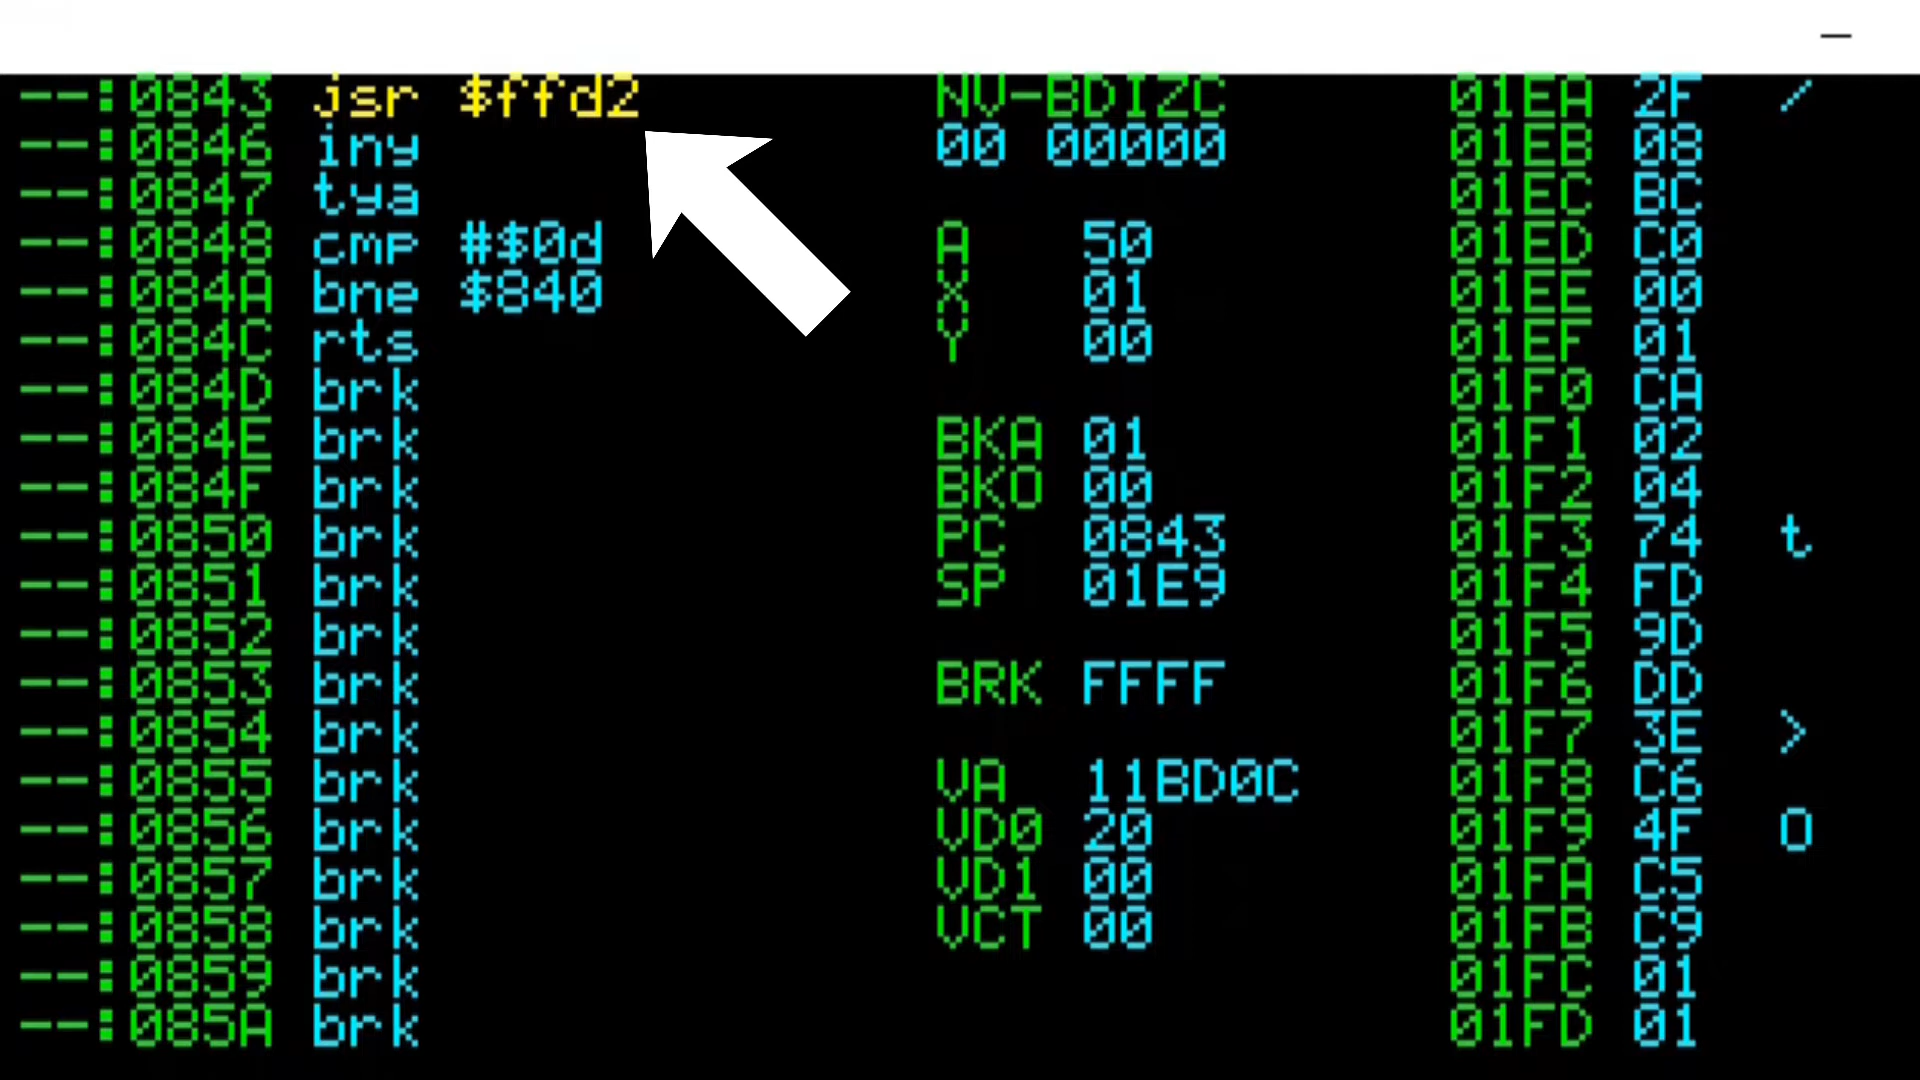 --:0843 jsr $ffd2 NV-BDIZC 01EA 2F /
--:0846 iny 00 00000 01EB 08
--:0847 tya 01EC BC
--:0848 cmp #$0d A 50 01ED C0
--:084A bne $840 X 01 01EE 00
--:084C rts Y 00 01EF 01
--:084D brk 01F0 CA
--:084E brk BKA 01 01F1 02
--:084F brk BKO 00 01F2 04
--:0850 brk PC 0843 01F3 74 t
--:0851 brk SP 01E9 01F4 FD
--:0852 brk 01F5 9D
--:0853 brk BRK FFFF 01F6 DD
--:0854 brk 01F7 3E >
--:0855 brk VA 11BD0C 01F8 C6
--:0856 brk VD0 20 01F9 4F O
--:0857 brk VD1 00 01FA C5
--:0858 brk VCT 00 01FB C9
--:0859 brk 01FC 01
--:085A brk 01FD 01